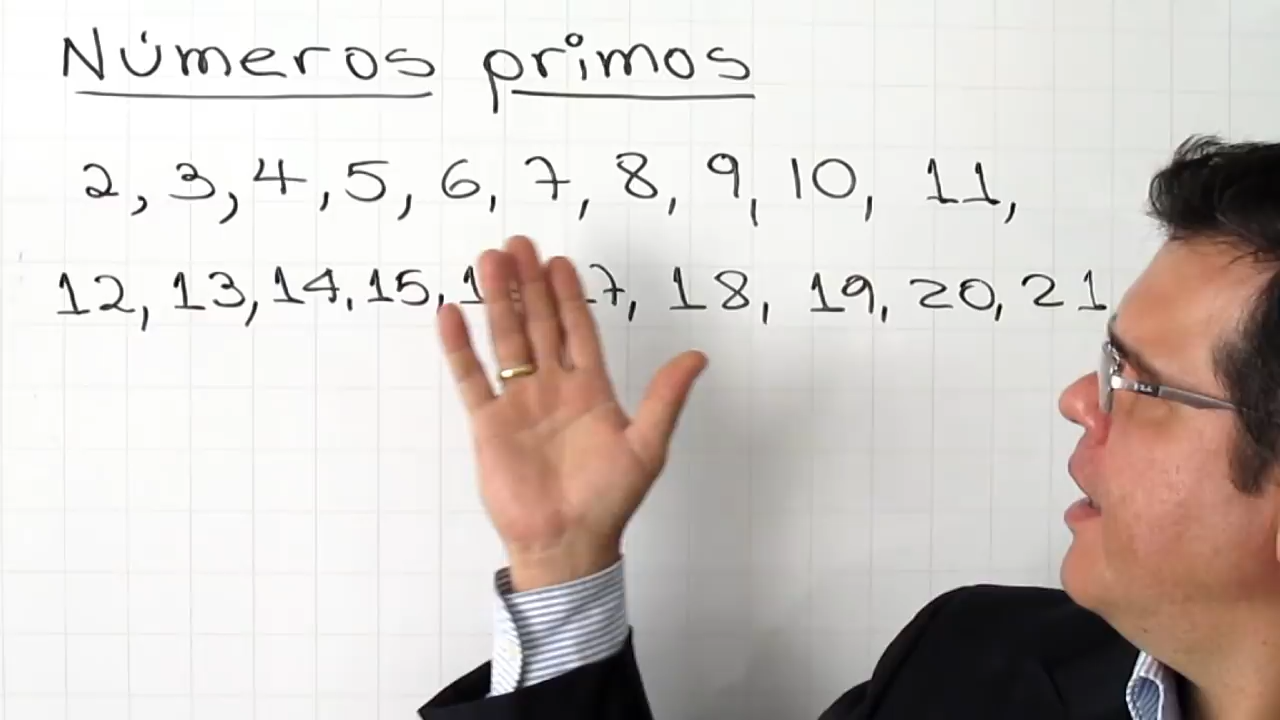 Números primos
2, 3, 4, 5, 6, 7, 8, 9, 10, 11,
12, 13, 14, 15, 17, 18, 19, 20, 21